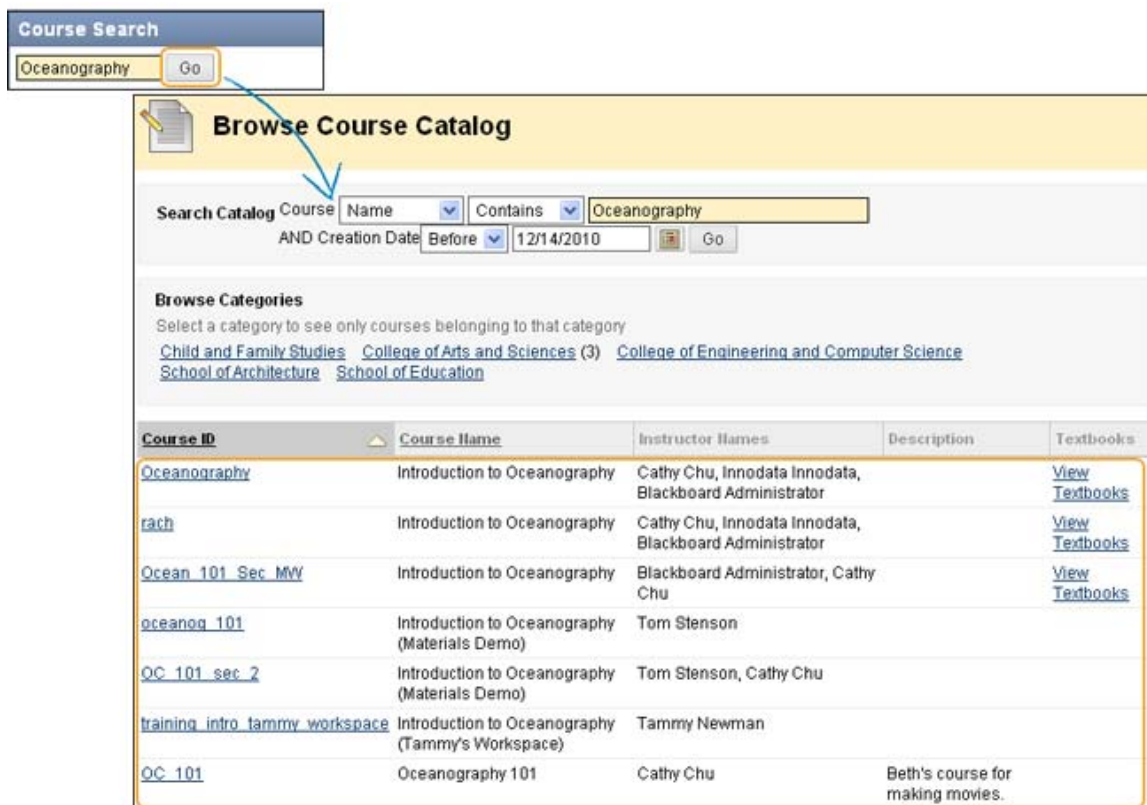 Course Search
Oceanography Go
Browse Course Catalog
Search Catalog Course Name Contains Oceanography
AND Creation Date Before 12/14/2010 Go
Browse Categories
Select a category to see only courses belonging to that category
Child and Family Studies College of Arts and Sciences (3) College of Engineering and Computer Science
School of Architecture School of Education
Course ID Course Name Instructor Names Description Textbooks
Oceanography Introduction to Oceanography Cathy Chu, Innodata Innodata, View
Blackboard Administrator Textbooks
rach Introduction to Oceanography Cathy Chu, Innodata Innodata, View
Blackboard Administrator Textbooks
Ocean_101_Sec_MW Introduction to Oceanography Blackboard Administrator, Cathy View
Chu Textbooks
oceanog_101 Introduction to Oceanography Tom Stenson
(Materials Demo)
OC_101_sec_2 Introduction to Oceanography Tom Stenson, Cathy Chu
(Materials Demo)
training_intro_tammy_workspace Introduction to Oceanography Tammy Newman
(Tammy's Workspace)
OC_101 Oceanography 101 Cathy Chu Beth's course for
making movies.